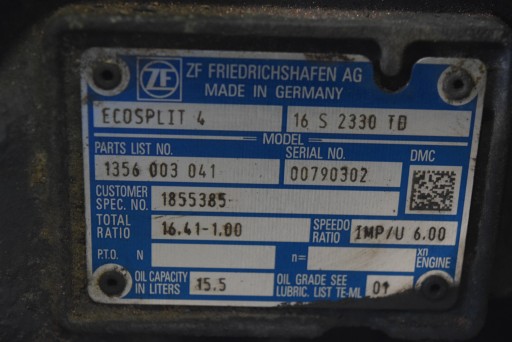 ZF ZF FRIEDRICHSHAFEN AG
MADE IN GERMANY
ECOSPLIT 4 16 S 2330 TD
MODEL
PARTS LIST NO. SERIAL NO. DMC
1356 003 041 00790302
CUSTOMER SPEC. NO. 1855385
TOTAL RATIO 16.41-1.00 SPEEDO RATIO IMP/U 6.00
P.T.O. N n= xn ENGINE
OIL CAPACITY IN LITERS 15.5 OIL GRADE SEE LUBRIC. LIST TE-ML 01